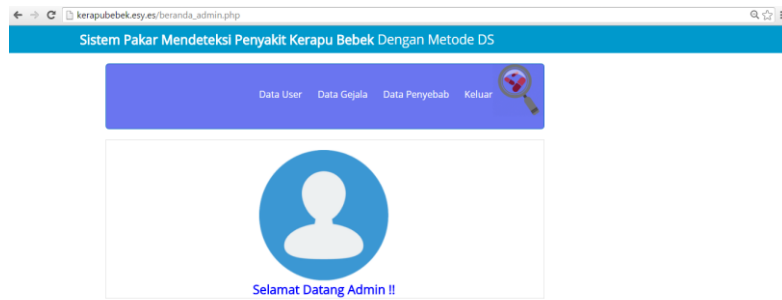 kerapubebek.esy.es/beranda_admin.php
Sistem Pakar Mendeteksi Penyakit Kerapu Bebek Dengan Metode DS
Data User Data Gejala Data Penyebab Keluar
Selamat Datang Admin !!